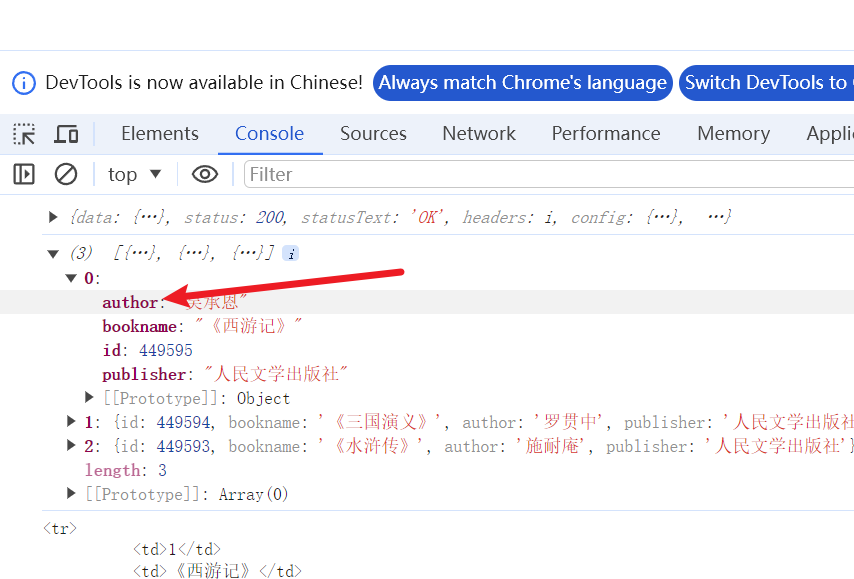 DevTools is now available in Chinese! Always match Chrome's language Switch DevTools to
Elements Console Sources Network Performance Memory Appli
top Filter
{data: {…}, status: 200, statusText: 'OK', headers: i, config: {…}, …}
(3) [{…}, {…}, {…}] i
0:
author: "吴承恩"
bookname: "《西游记》"
id: 449595
publisher: "人民文学出版社"
[[Prototype]]: Object
1: {id: 449594, bookname: '《三国演义》', author: '罗贯中', publisher: '人民文学出版社
2: {id: 449593, bookname: '《水浒传》', author: '施耐庵', publisher: '人民文学出版社'}
length: 3
[[Prototype]]: Array(0)
<tr>
<td>1</td>
<td>《西游记》</td>